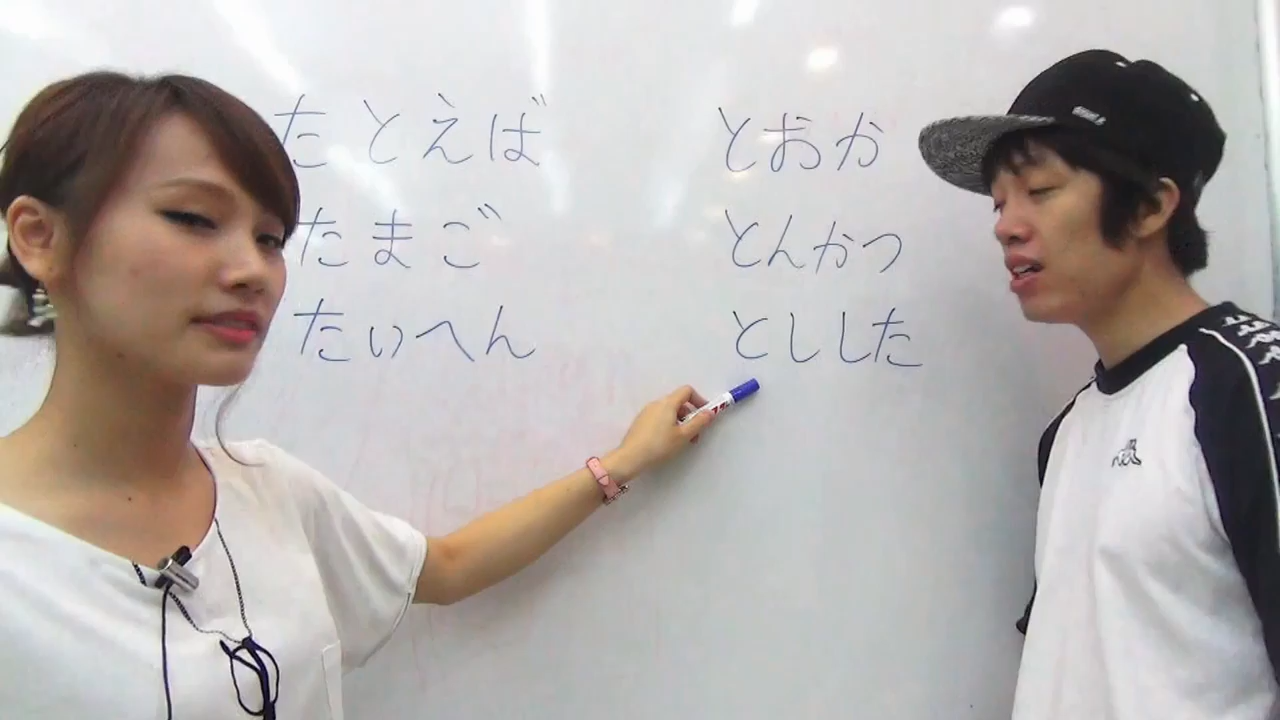 たとえば
たまご
たいへん
とおか
とんかつ
としした